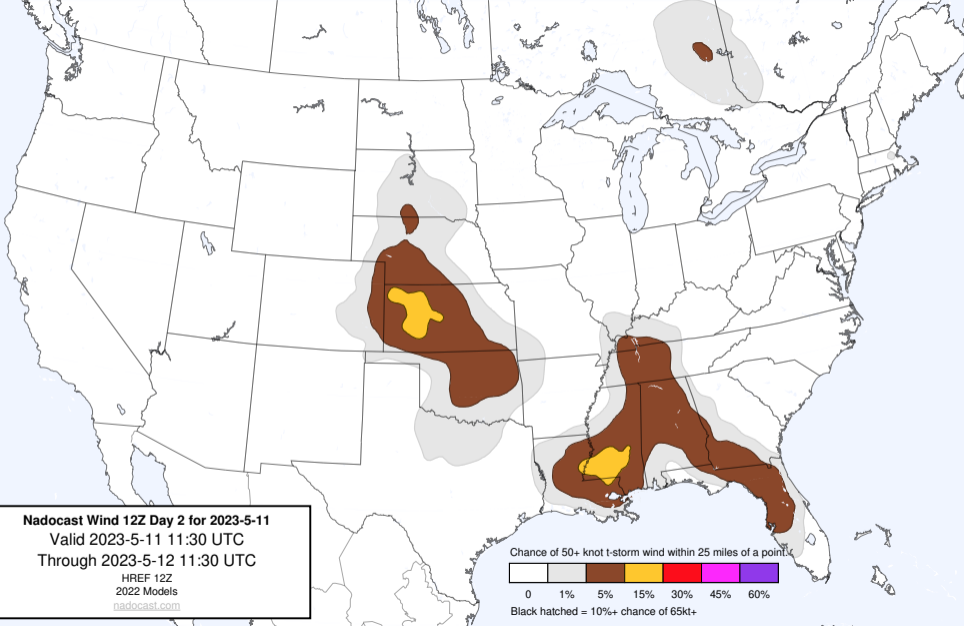 Nadocast Wind 12Z Day 2 for 2023-5-11
Valid 2023-5-11 11:30 UTC
Through 2023-5-12 11:30 UTC
HREF 12Z
2022 Models
nadocast.com
Chance of 50+ knot t-storm wind within 25 miles of a point.
0 1% 5% 15% 30% 45% 60%
Black hatched = 10%+ chance of 65kt+